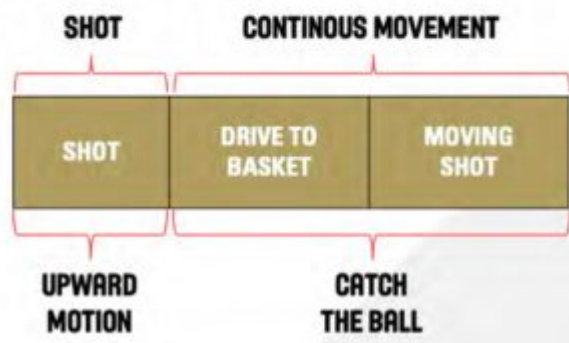 SHOT
CONTINOUS MOVEMENT
SHOT
DRIVE TO
BASKET
MOVING
SHOT
UPWARD
MOTION
CATCH
THE BALL